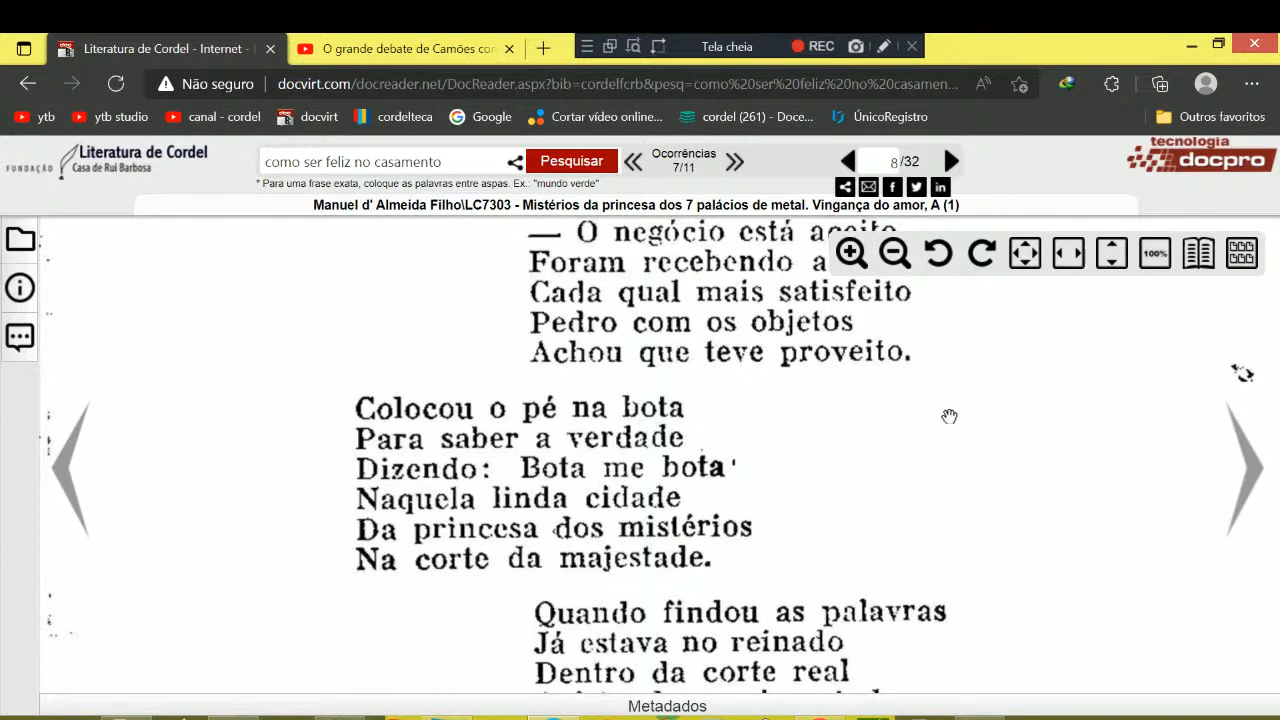 Literatura de Cordel - Internet -
O grande debate de Camões co
Tela cheia
REC
Não seguro
docvirt.com/docreader.net/DocReader.aspx?bib=cordelfcrb&pesq=como%20ser%20feliz%20no%20casamen...
ytb
ytb studio
canal - cordel
docvirt
cordelteca
Google
Cortar vídeo online...
cordel (261) – Doce...
ÚnicoRegistro
Outros favoritos
FUNDAÇÃO
Literatura de Cordel
Casa de Rui Barbosa
como ser feliz no casamento
Pesquisar
Ocorrências
7/11
8 /32
tecnologia
docpro
* Para uma frase exata, coloque as palavras entre aspas. Ex.: "mundo verde"
Manuel d' Almeida Filho\LC7303 - Mistérios da princesa dos 7 palácios de metal. Vingança do amor, A (1)
100%
— O negócio está aceito
Foram recebendo a
Cada qual mais satisfeito
Pedro com os objetos
Achou que teve proveito.
Colocou o pé na bota
Para saber a verdade
Dizendo: Bota me bota
Naquela linda cidade
Da princesa dos mistérios
Na corte da majestade.
Quando findou as palavras
Já estava no reinado
Dentro da corte real
Metadados